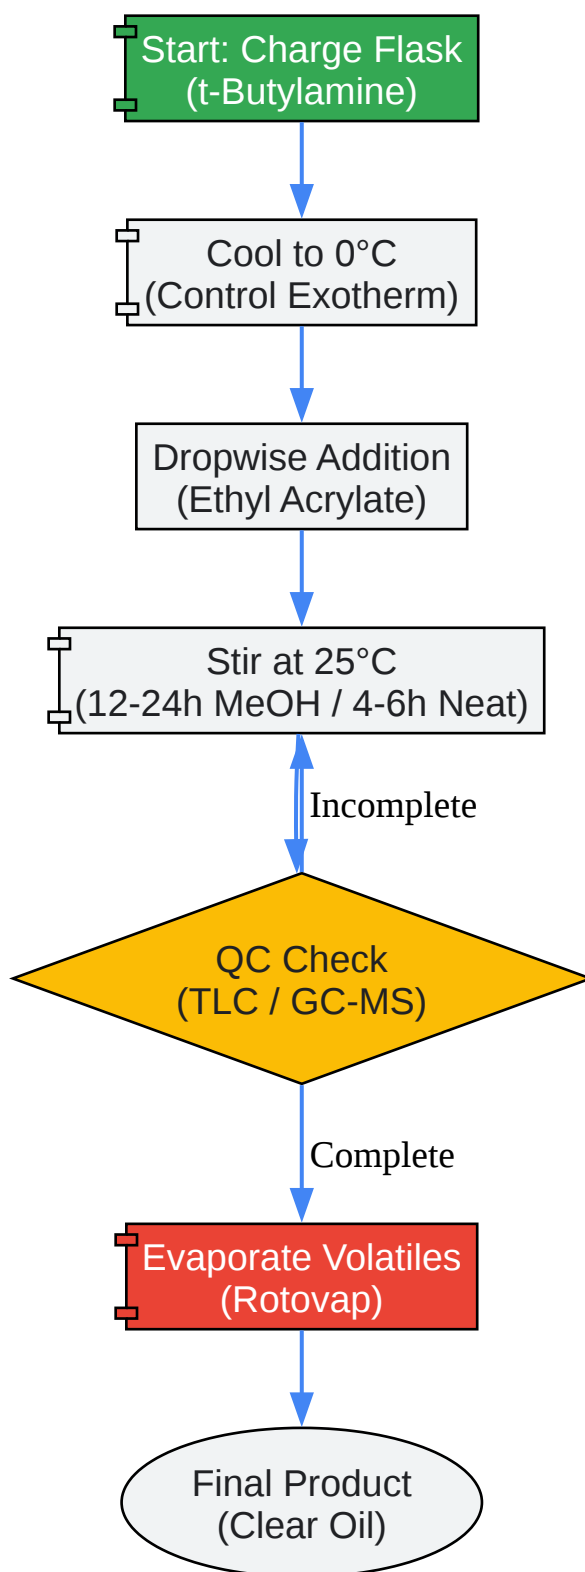 Start: Charge Flask
(t-Butylamine)
Cool to 0°C
(Control Exotherm)
Dropwise Addition
(Ethyl Acrylate)
Stir at 25°C
(12-24h MeOH / 4-6h Neat)
Incomplete
QC Check
(TLC / GC-MS)
Complete
Evaporate Volatiles
(Rotovap)
Final Product
(Clear Oil)